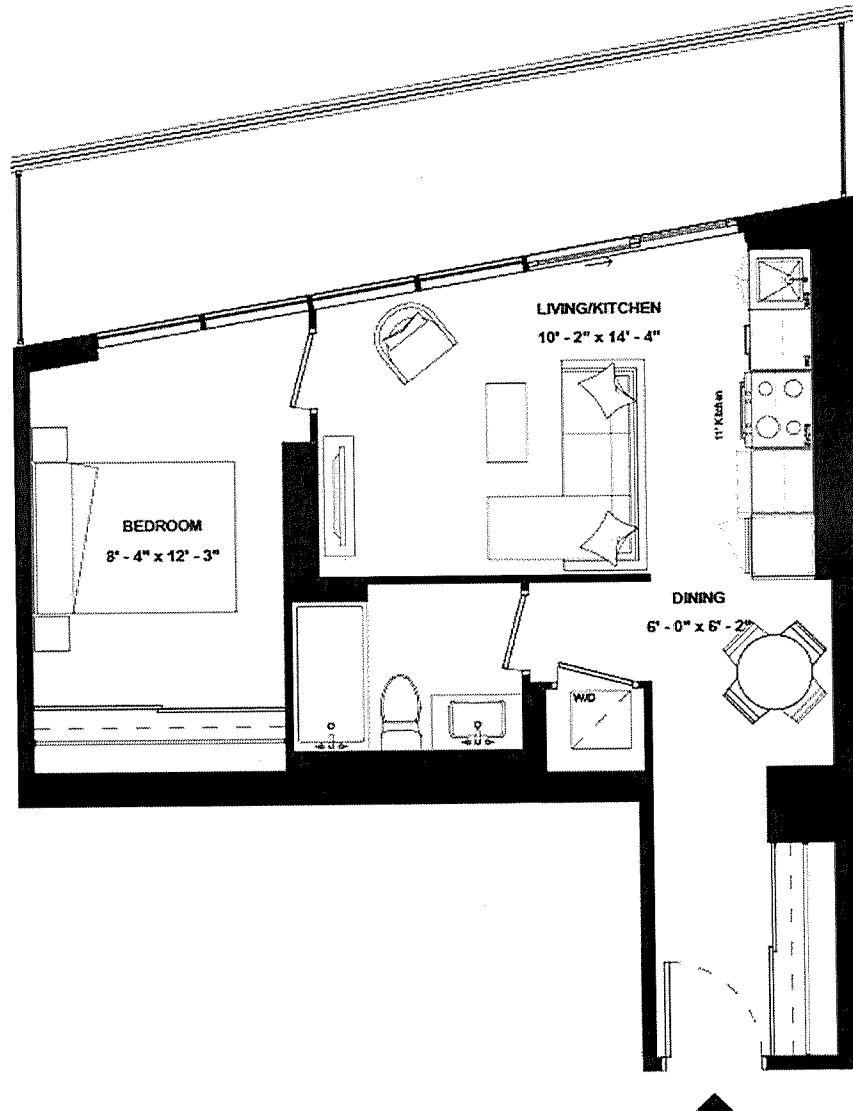 LIVING/KITCHEN
10' - 2" x 14' - 4"
11' Kitchen
BEDROOM
8' - 4" x 12' - 3"
DINING
6' - 0" x 6' - 2"
W/D